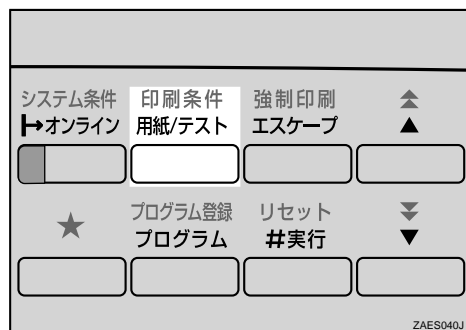 システム条件 印刷条件 強制印刷
オンライン 用紙/テスト エスケープ
プログラム登録 リセット
プログラム #実行
ZAES040J